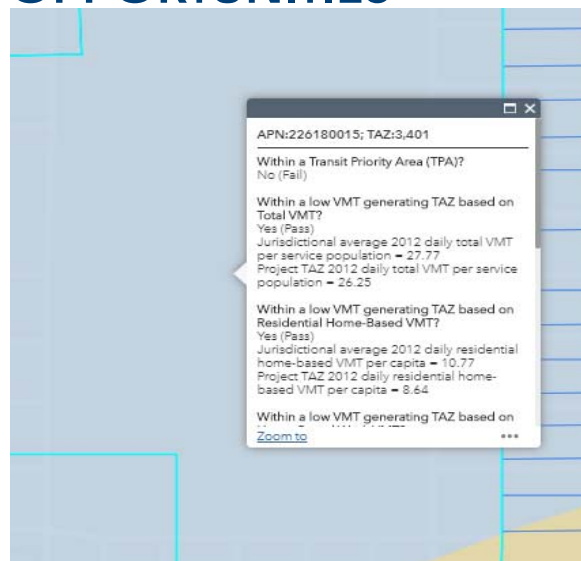 OPPORTUNITIES
APN:226180015; TAZ:3,401
Within a Transit Priority Area (TPA)?
No (Fail)
Within a low VMT generating TAZ based on
Total VMT?
Yes (Pass)
Jurisdictional average 2012 daily total VMT
per service population = 27.77
Project TAZ 2012 daily total VMT per service
population = 26.25
Within a low VMT generating TAZ based on
Residential Home-Based VMT?
Yes (Pass)
Jurisdictional average 2012 daily residential
home-based VMT per capita = 10.77
Project TAZ 2012 daily residential home-
based VMT per capita = 8.64
Within a low VMT generating TAZ based on
Zoom to